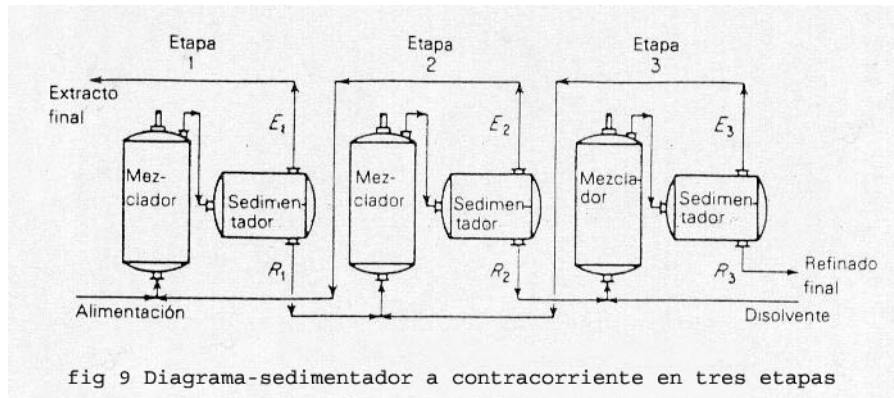 Etapa
1
Etapa
2
Etapa
3
Extracto
final
E1
E2
E3
Mez-
clador
Sedimen-
tador
Mez-
clador
Sedimen-
tador
Mezcla-
dor
Sedimen-
tador
R1
R2
R3
Refinado
final
Alimentación
Disolvente
fig 9 Diagrama-sedimentador a contracorriente en tres etapas